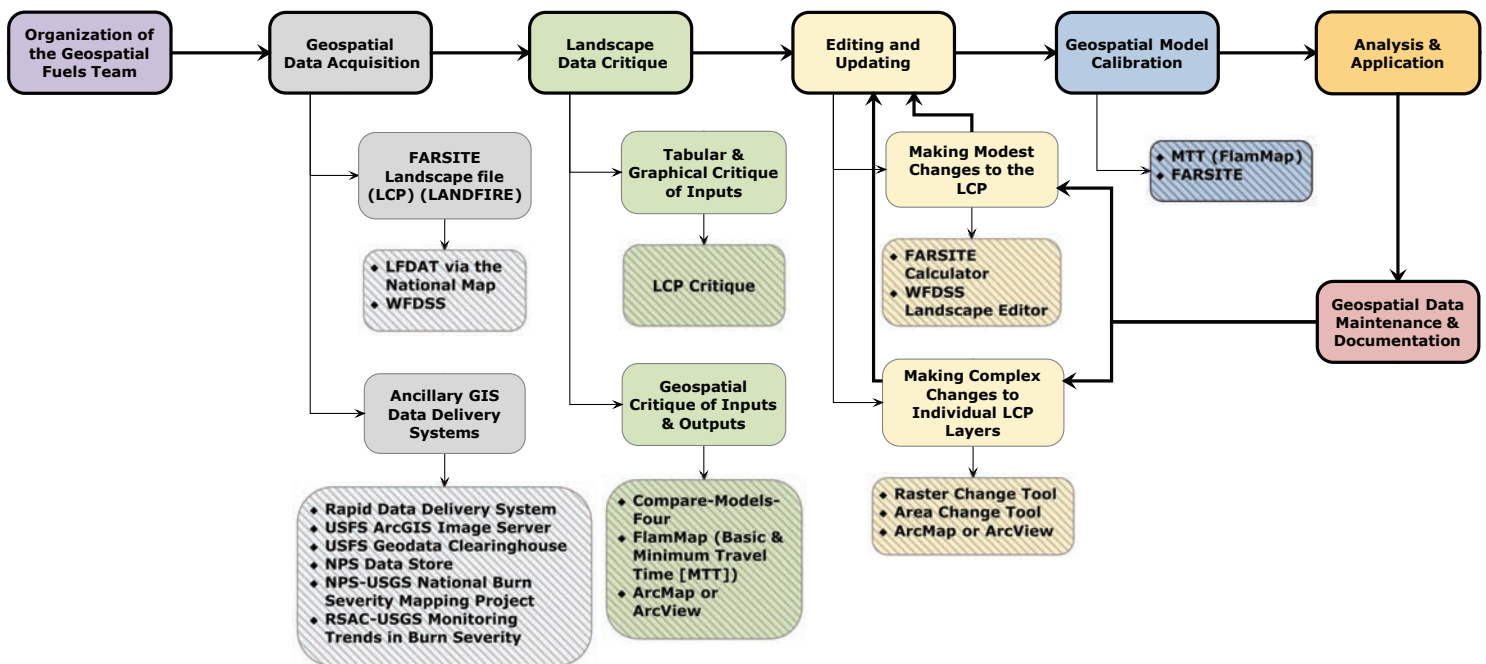 Organization of
the Geospatial
Fuels Team
Geospatial
Data Acquisition
Landscape
Data Critique
Editing and
Updating
Geospatial Model
Calibration
Analysis &
Application
FARSITE
Landscape file
(LCP) (LANDFIRE)
◆ LFDAT via the
National Map
◆ WFDSS
Ancillary GIS
Data Delivery
Systems
◆ Rapid Data Delivery System
◆ USFS ArcGIS Image Server
◆ USFS Geodata Clearinghouse
◆ NPS Data Store
◆ NPS-USGS National Burn
Severity Mapping Project
◆ RSAC-USGS Monitoring
Trends in Burn Severity
Tabular &
Graphical Critique
of Inputs
LCP Critique
Geospatial
Critique of Inputs
& Outputs
◆ Compare-Models-
Four
◆ FlamMap (Basic &
Minimum Travel
Time [MTT])
◆ ArcMap or
ArcView
Making Modest
Changes to the
LCP
◆ FARSITE
Calculator
◆ WFDSS
Landscape Editor
Making Complex
Changes to
Individual LCP
Layers
◆ Raster Change Tool
◆ Area Change Tool
◆ ArcMap or ArcView
◆ MTT (FlamMap)
◆ FARSITE
Geospatial Data
Maintenance &
Documentation